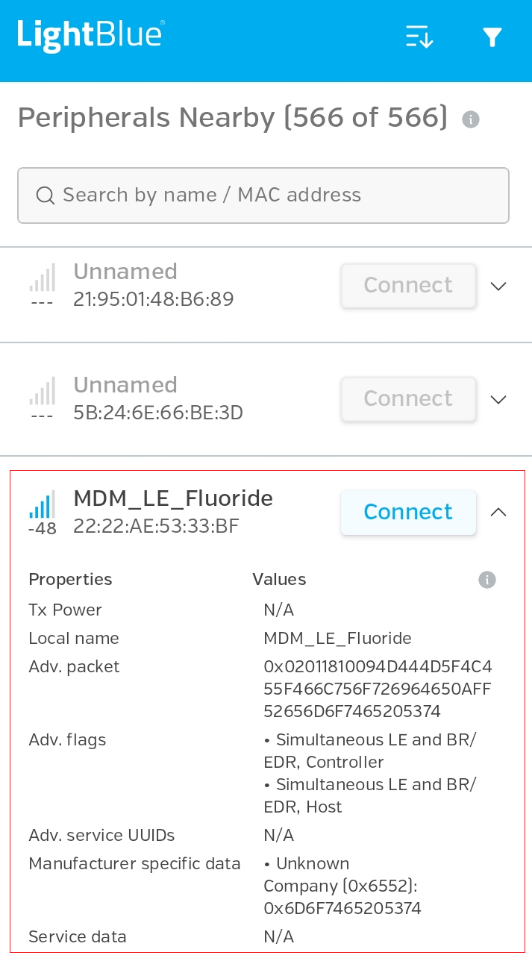 LightBlue®
Peripherals Nearby (566 of 566)
Search by name / MAC address
Unnamed
--- 21:95:01:48:B6:89 Connect
Unnamed
--- 5B:24:6E:66:BE:3D Connect
MDM_LE_Fluoride
-48 22:22:AE:53:33:BF Connect
Properties Values
Tx Power N/A
Local name MDM_LE_Fluoride
Adv. packet 0x02011810094D444D5F4C4
55F466C756F726964650AFF
52656D6F7465205374
Adv. flags • Simultaneous LE and BR/
EDR, Controller
• Simultaneous LE and BR/
EDR, Host
Adv. service UUIDs N/A
Manufacturer specific data • Unknown
Company (0x6552):
0x6D6F7465205374
Service data N/A